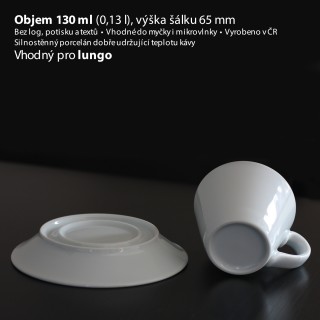 Objem 130 ml (0,13 l), výška šálku 65 mm
Bez log, potisku a textů • Vhodné do myčky i mikrovlnky • Vyrobeno v ČR
Silnostěnný porcelán dobře udržující teplotu kávy
Vhodný pro lungo